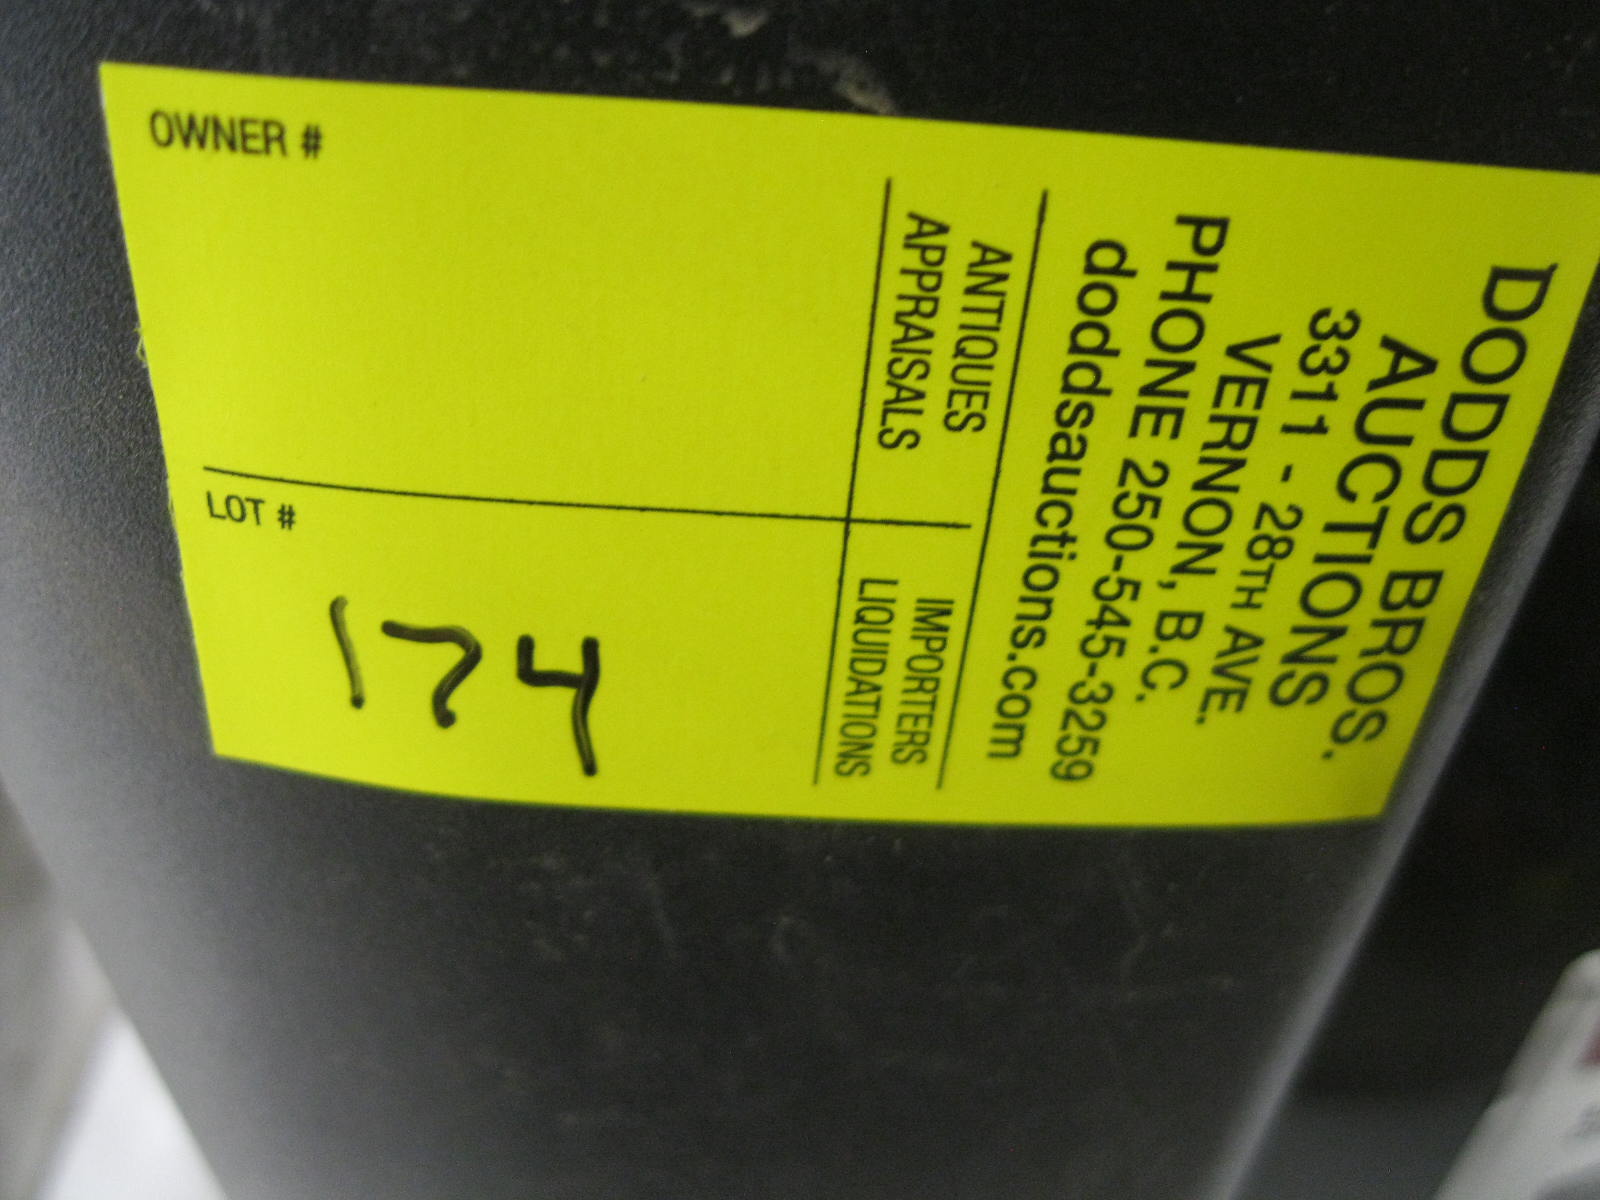 DODDS BROS.
AUCTIONS
3311 - 28TH AVE.
VERNON, B.C.
PHONE 250-545-3259
doddsauctions.com
ANTIQUES
APPRAISALS
IMPORTERS
LIQUIDATIONS
OWNER #
LOT #
174